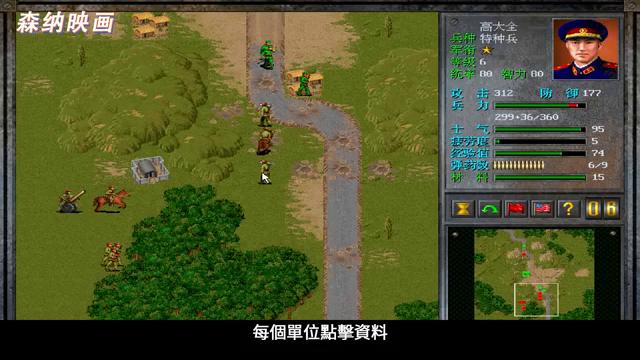 森纳映画
高大全
兵种 特种兵
军衔
等级 6
统率 80 智力 80
攻击 312 防御 177
兵力
299+36/360
士气 95
疲劳度 5
经验值 74
弹药数 6/9
材料 15
?
06
每個單位點擊資料